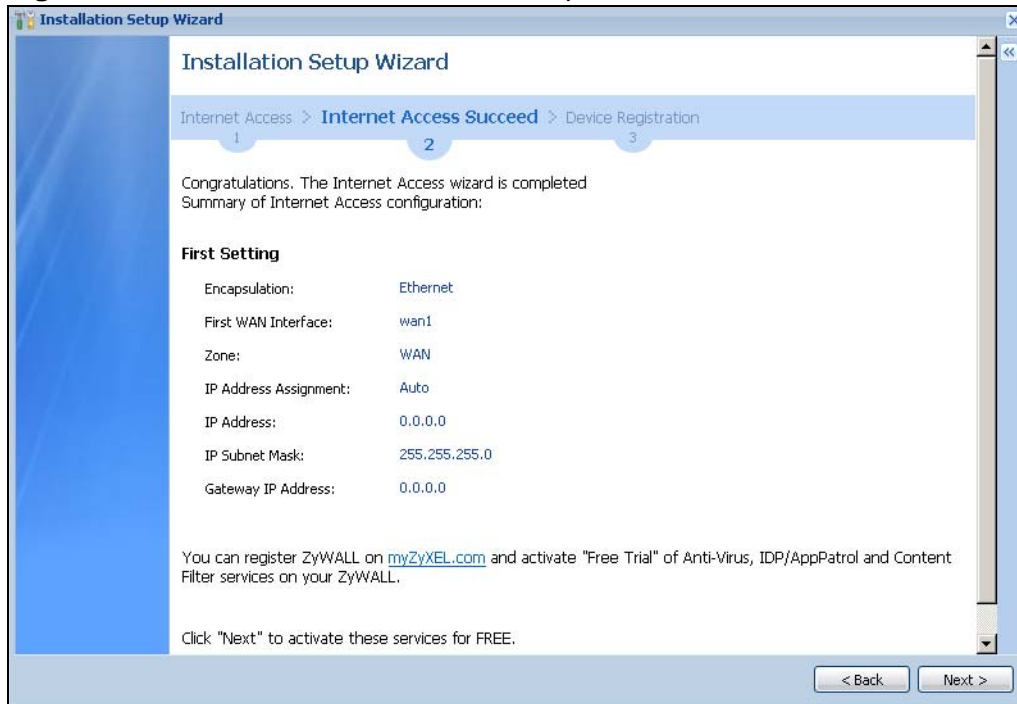 Installation Setup Wizard
Installation Setup Wizard
Internet Access > Internet Access Succeed > Device Registration
1 2 3
Congratulations. The Internet Access wizard is completed
Summary of Internet Access configuration:
First Setting
Encapsulation: Ethernet
First WAN Interface: wan1
Zone: WAN
IP Address Assignment: Auto
IP Address: 0.0.0.0
IP Subnet Mask: 255.255.255.0
Gateway IP Address: 0.0.0.0
You can register ZyWALL on myZyXEL.com and activate "Free Trial" of Anti-Virus, IDP/AppPatrol and Content
Filter services on your ZyWALL.
Click "Next" to activate these services for FREE.
< Back Next >